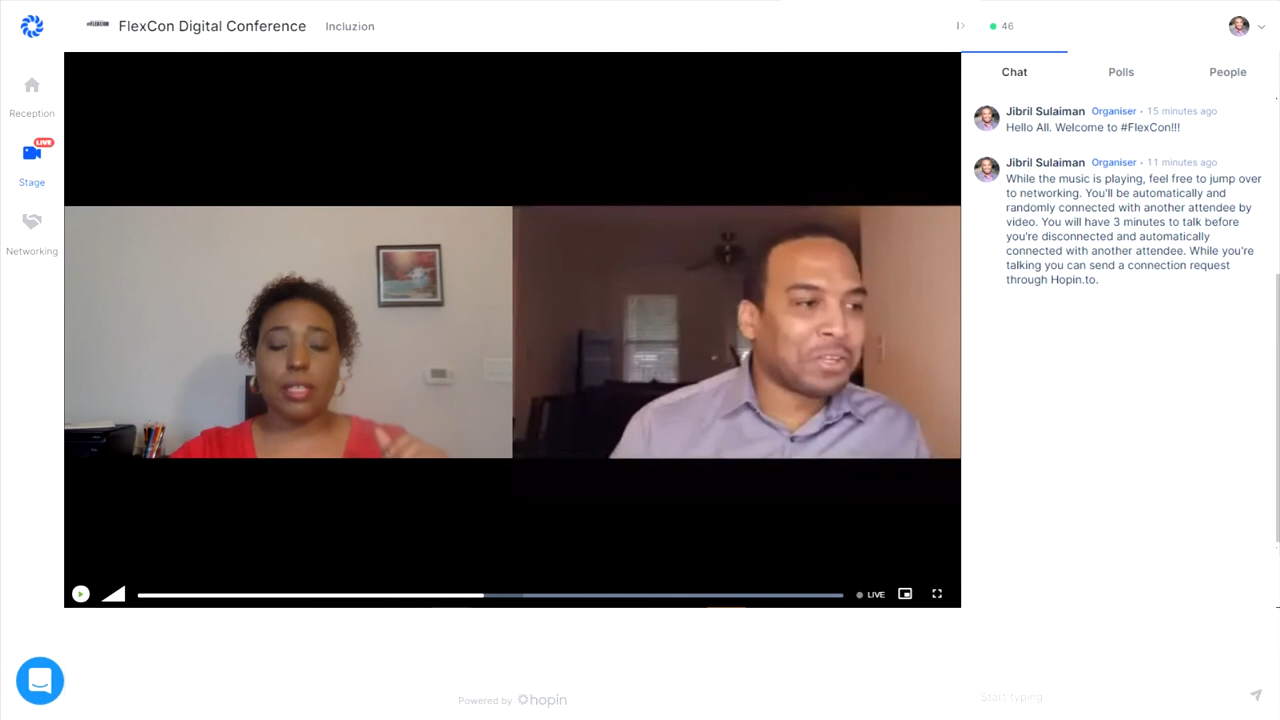 #FLEXCON FlexCon Digital Conference Incluzion
46
Reception
LIVE
Stage
Networking
Chat Polls People
Jibril Sulaiman Organiser • 15 minutes ago
Hello All. Welcome to #FlexCon!!!
Jibril Sulaiman Organiser • 11 minutes ago
While the music is playing, feel free to jump over
to networking. You'll be automatically and
randomly connected with another attendee by
video. You will have 3 minutes to talk before
you're disconnected and automatically
connected with another attendee. While you're
talking you can send a connection request
through Hopin.to.
LIVE
Powered by hopin
Start typing...